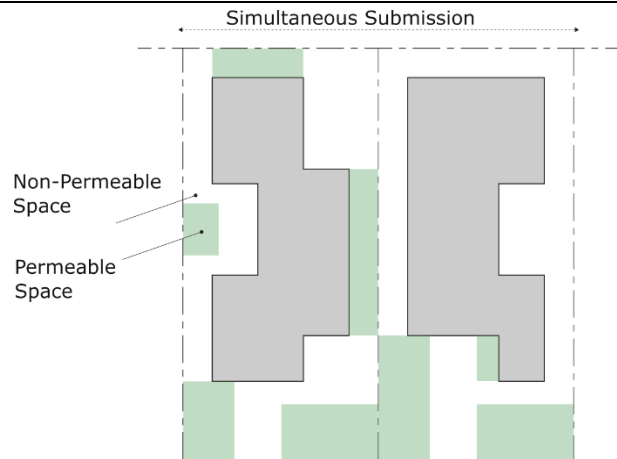 Simultaneous Submission
Non-Permeable
Space
Permeable
Space